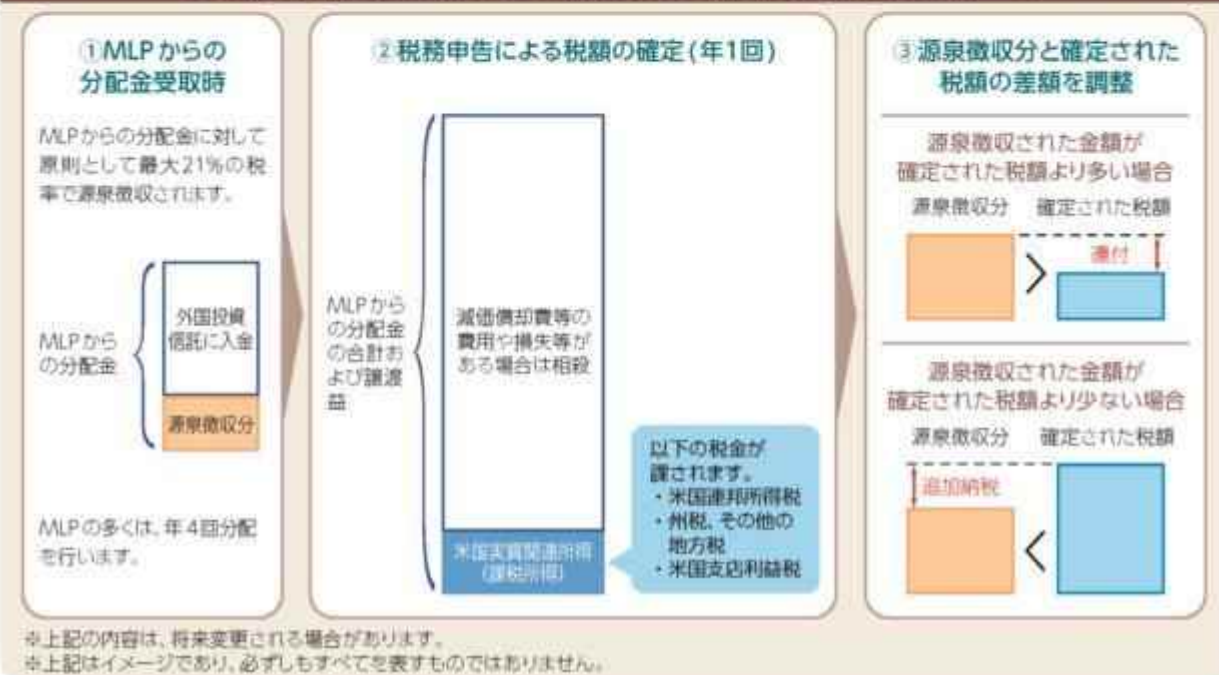 ①MLPからの
分配金受取時
MLPからの分配金に対して
原則として最大21%の税
率で源泉徴収されます。
MLPから
の分配金
外国投資
信託に入金
源泉徴収分
MLPの多くは、年4回分配
を行います。
②税務申告による税額の確定(年1回)
MLPから
の分配金
の合計お
よび譲渡
益
減価償却費等の
費用や損失等が
ある場合は相殺
米国実質関連所得
(課税所得)
以下の税金が
課されます。
・米国連邦所得税
・州税、その他の
地方税
・米国支店利益税
③源泉徴収分と確定された
税額の差額を調整
源泉徴収された金額が
確定された税額より多い場合
源泉徴収分 確定された税額
還付
源泉徴収された金額が
確定された税額より少ない場合
源泉徴収分 確定された税額
追加納税
※上記の内容は、将来変更される場合があります。
※上記はイメージであり、必ずしもすべてを表すものではありません。